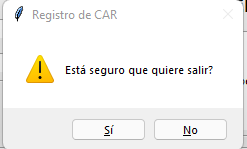 Registro de CAR
Está seguro que quiere salir?
Sí
No